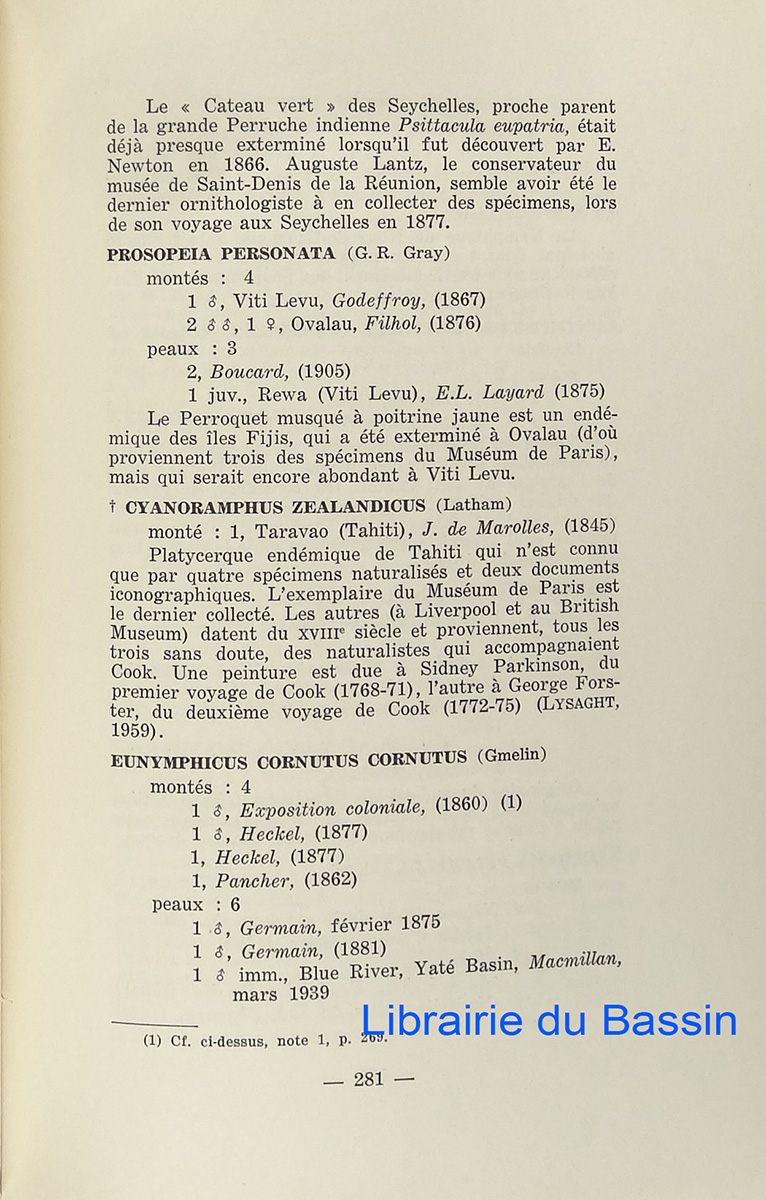 Le « Cateau vert » des Seychelles, proche parent
de la grande Perruche indienne Psittacula eupatria, était
déjà presque exterminé lorsqu'il fut découvert par E.
Newton en 1866. Auguste Lantz, le conservateur du
musée de Saint-Denis de la Réunion, semble avoir été le
dernier ornithologiste à en collecter des spécimens, lors
de son voyage aux Seychelles en 1877.
PROSOPEIA PERSONATA (G. R. Gray)
montés : 4
1 ♂, Viti Levu, Godeffroy, (1867)
2 ♂♂, 1 ♀, Ovalau, Filhol, (1876)
peaux : 3
2, Boucard, (1905)
1 juv., Rewa (Viti Levu), E.L. Layard (1875)
Le Perroquet musqué à poitrine jaune est un endé-
mique des îles Fijis, qui a été exterminé à Ovalau (d'où
proviennent trois des spécimens du Muséum de Paris),
mais qui serait encore abondant à Viti Levu.
† CYANORAMPHUS ZEALANDICUS (Latham)
monté : 1, Taravao (Tahiti), J. de Marolles, (1845)
Platycerque endémique de Tahiti qui n'est connu
que par quatre spécimens naturalisés et deux documents
iconographiques. L'exemplaire du Muséum de Paris est
le dernier collecté. Les autres (à Liverpool et au British
Museum) datent du XVIIIe siècle et proviennent, tous les
trois sans doute, des naturalistes qui accompagnaient
Cook. Une peinture est due à Sidney Parkinson, du
premier voyage de Cook (1768-71), l'autre à George Fors-
ter, du deuxième voyage de Cook (1772-75) (LYSAGHT,
1959).
EUNYMPHICUS CORNUTUS CORNUTUS (Gmelin)
montés : 4
1 ♂, Exposition coloniale, (1860) (1)
1 ♂, Heckel, (1877)
1, Heckel, (1877)
1, Pancher, (1862)
peaux : 6
1 ♂, Germain, février 1875
1 ♂, Germain, (1881)
1 ♂ imm., Blue River, Yaté Basin, Macmillan,
mars 1939
Librairie du Bassin
(1) Cf. ci-dessus, note 1, p. 269.
— 281 —